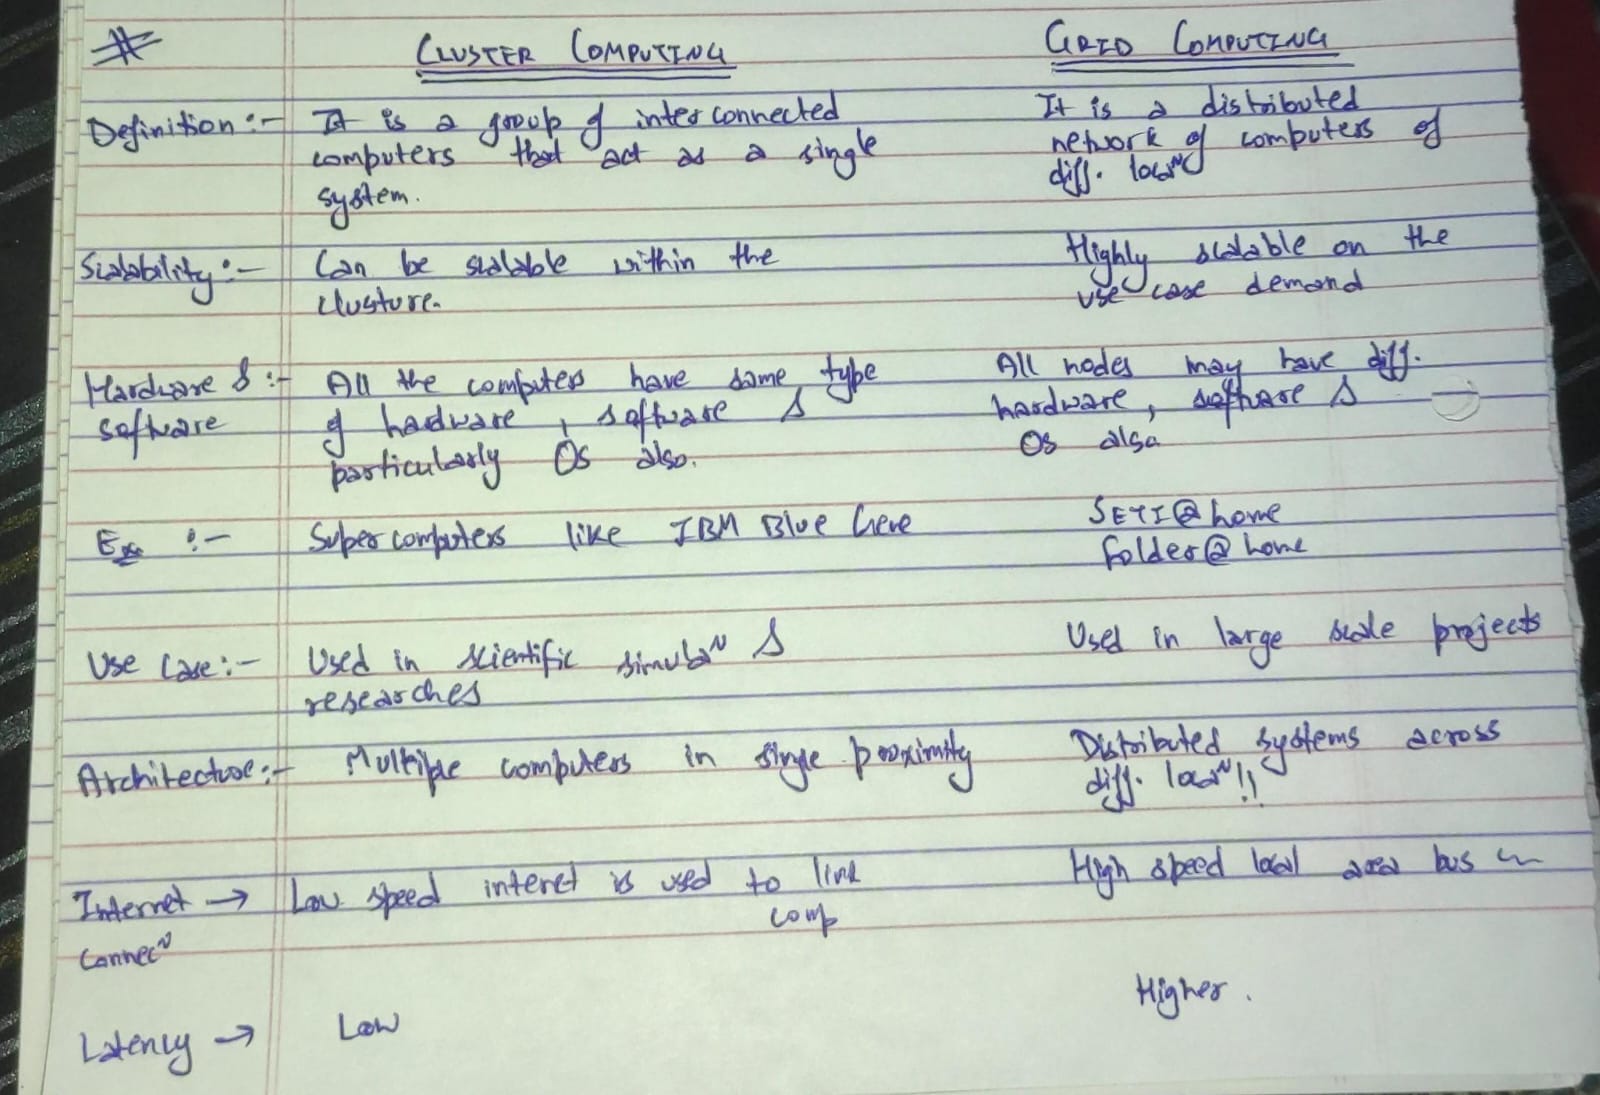 # CLUSTER COMPUTING GRID COMPUTING
Definition :- It is a group of interconnected
computers that act as a single
system.
It is a distributed
network of computers of
diff. locaN
Scalability :- Can be scalable within the
clusture.
Highly scalable on the
use case demand
Hardware & :-
software
All the computers have same type
of hardware, software &
particularly OS also.
All nodes may have diff.
hardware, software &
OS also
Ex :- Super computers like IBM Blue Gene
SETI@home
Folder@home
Use Case :- Used in scientific simulaN &
researches
Used in large scale projects
Architecture :- Multiple computers in single proximity
Distributed systems across
diff. locaN !!
Internet →
ConnecN
Low speed interet is used to link
comp
High speed local area bus
Latency → Low
Higher.